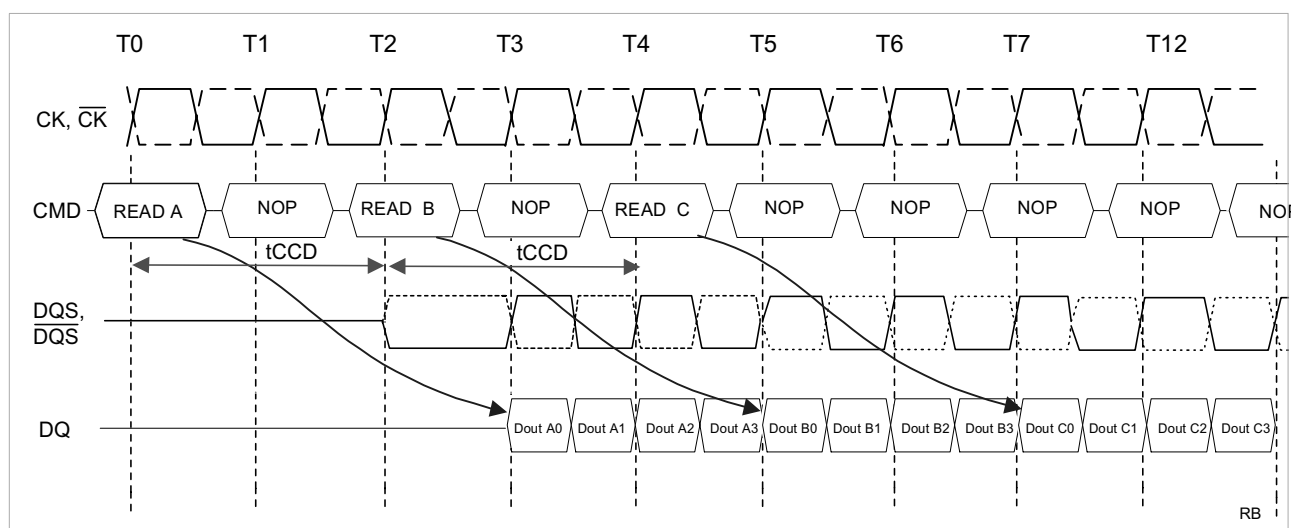 T0 T1 T2 T3 T4 T5 T6 T7 T12
CK, C̅K̅
CMD READ A NOP READ B NOP READ C NOP NOP NOP NOP NOP
tCCD tCCD
DQS,
D̅Q̅S̅
DQ Dout A0 Dout A1 Dout A2 Dout A3 Dout B0 Dout B1 Dout B2 Dout B3 Dout C0 Dout C1 Dout C2 Dout C3
RB